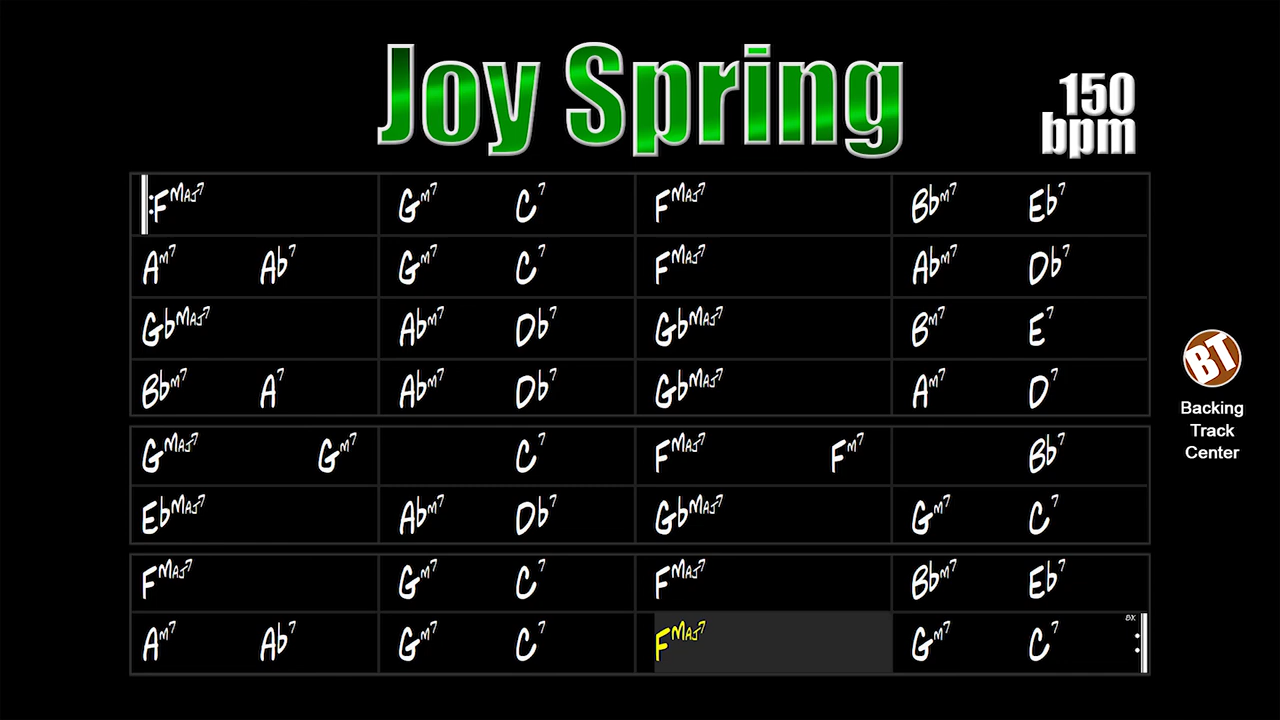 Joy Spring
150
bpm
FMAJ7 Gm7 C7 FMAJ7 Bbm7 Eb7
Am7 Ab7 Gm7 C7 FMAJ7 Abm7 Db7
GbMAJ7 Abm7 Db7 GbMAJ7 Bm7 E7
Bbm7 A7 Abm7 Db7 GbMAJ7 Am7 D7
GMAJ7 Gm7 C7 FMAJ7 Fm7 Bb7
EbMAJ7 Abm7 Db7 GbMAJ7 Gm7 C7
FMAJ7 Gm7 C7 FMAJ7 Bbm7 Eb7
Am7 Ab7 Gm7 C7 FMAJ7 Gm7 C7
BT
Backing
Track
Center